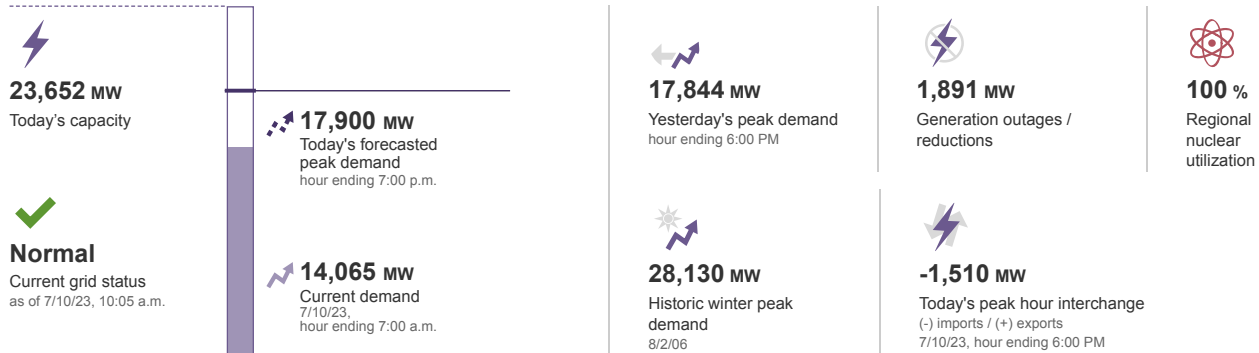 23,652 MW
Today's capacity
Normal
Current grid status
as of 7/10/23, 10:05 a.m.
17,900 MW
Today's forecasted
peak demand
hour ending 7:00 p.m.
14,065 MW
Current demand
7/10/23,
hour ending 7:00 a.m.
17,844 MW
Yesterday's peak demand
hour ending 6:00 PM
1,891 MW
Generation outages /
reductions
100 %
Regional
nuclear
utilization
28,130 MW
Historic winter peak
demand
8/2/06
-1,510 MW
Today's peak hour interchange
(-) imports / (+) exports
7/10/23, hour ending 6:00 PM